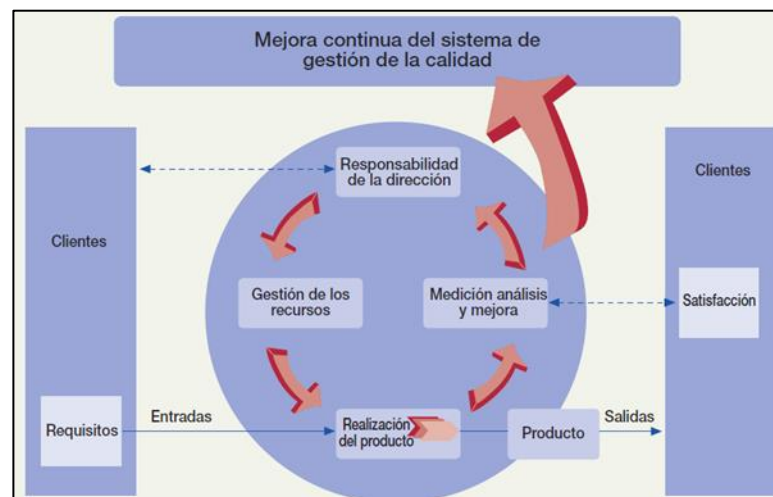 Mejora continua del sistema de
gestión de la calidad
Responsabilidad
de la dirección
Clientes
Clientes
Gestión de los
recursos
Medición análisis
y mejora
Satisfacción
Requisitos
Entradas
Realización
del producto
Producto
Salidas